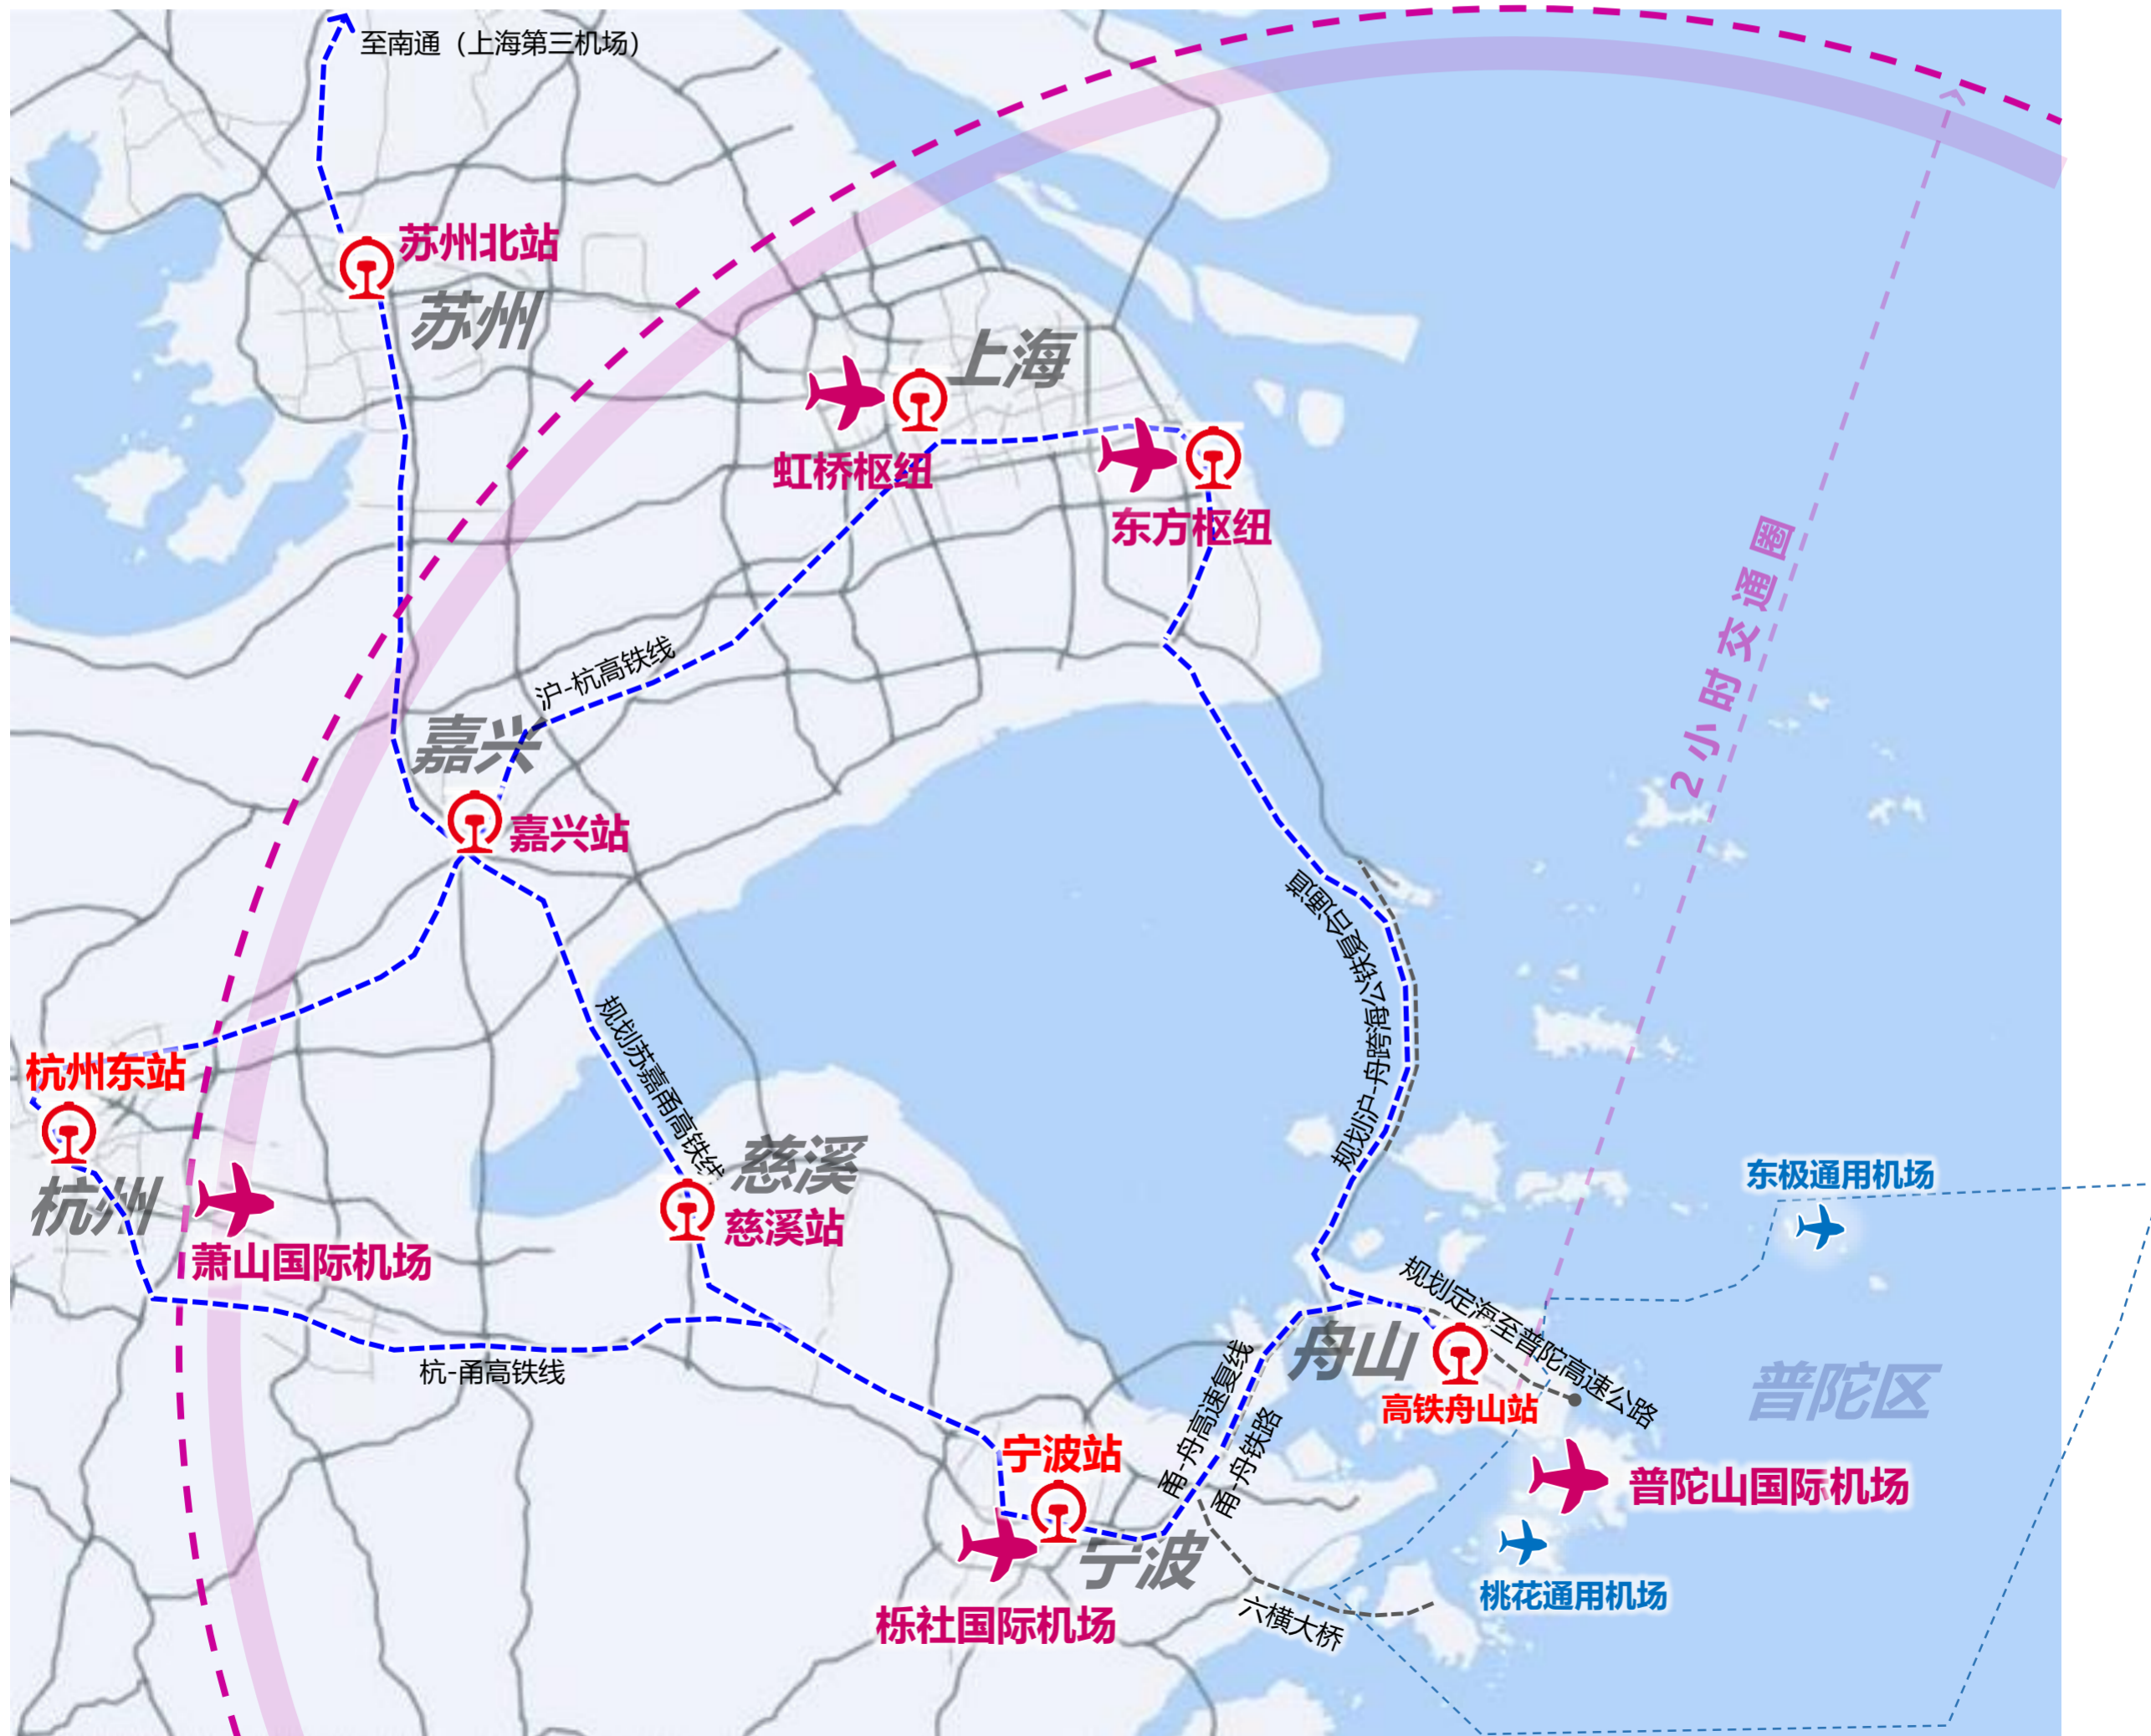 至南通（上海第三机场）
苏州北站
苏州
上海
虹桥枢纽
东方枢纽
2小时交通圈
沪-杭高铁线
嘉兴
嘉兴站
规划沪-舟跨海公铁复合通道
规划苏嘉甬高铁线
杭州东站
杭州
萧山国际机场
慈溪
慈溪站
东极通用机场
规划定海至普陀高速公路
舟山
高铁舟山站
普陀区
杭-甬高铁线
甬-舟高速复线
甬-舟铁路
宁波站
宁波
普陀山国际机场
桃花通用机场
栎社国际机场
六横大桥